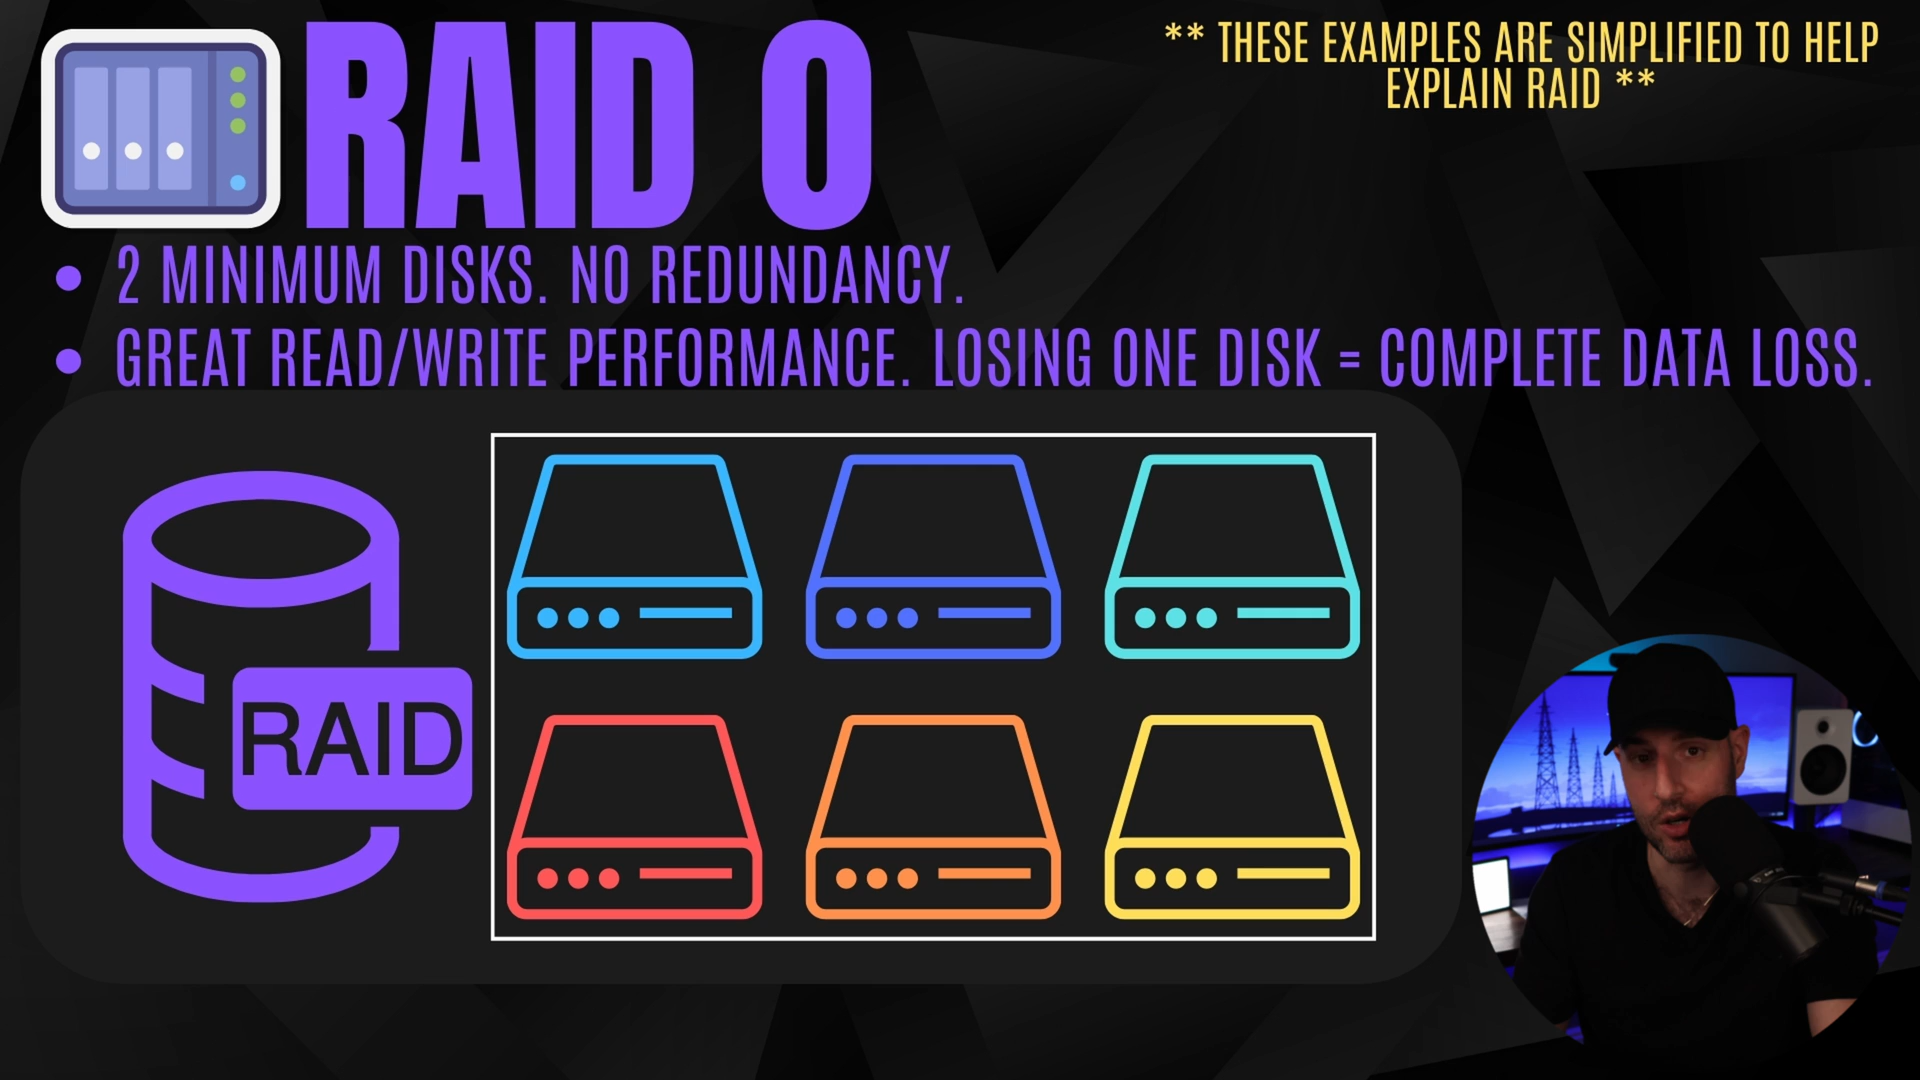 RAID 0
** THESE EXAMPLES ARE SIMPLIFIED TO HELP
EXPLAIN RAID **
• 2 MINIMUM DISKS. NO REDUNDANCY.
• GREAT READ/WRITE PERFORMANCE. LOSING ONE DISK = COMPLETE DATA LOSS.
RAID